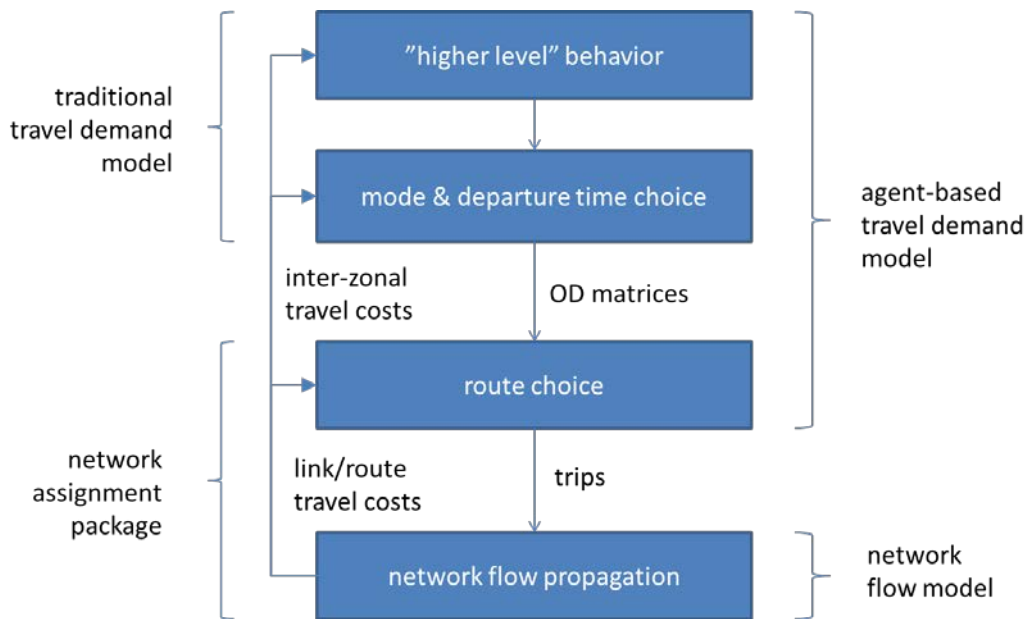 ”higher level” behavior
traditional
travel demand
model
mode & departure time choice
agent-based
travel demand
model
inter-zonal
travel costs
OD matrices
route choice
network
assignment
package
link/route
travel costs
trips
network flow propagation
network
flow model